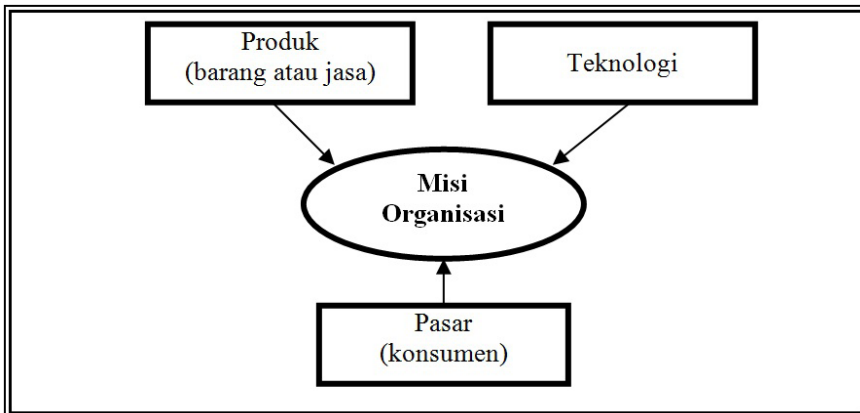 Produk
(barang atau jasa)
Teknologi
Misi
Organisasi
Pasar
(konsumen)